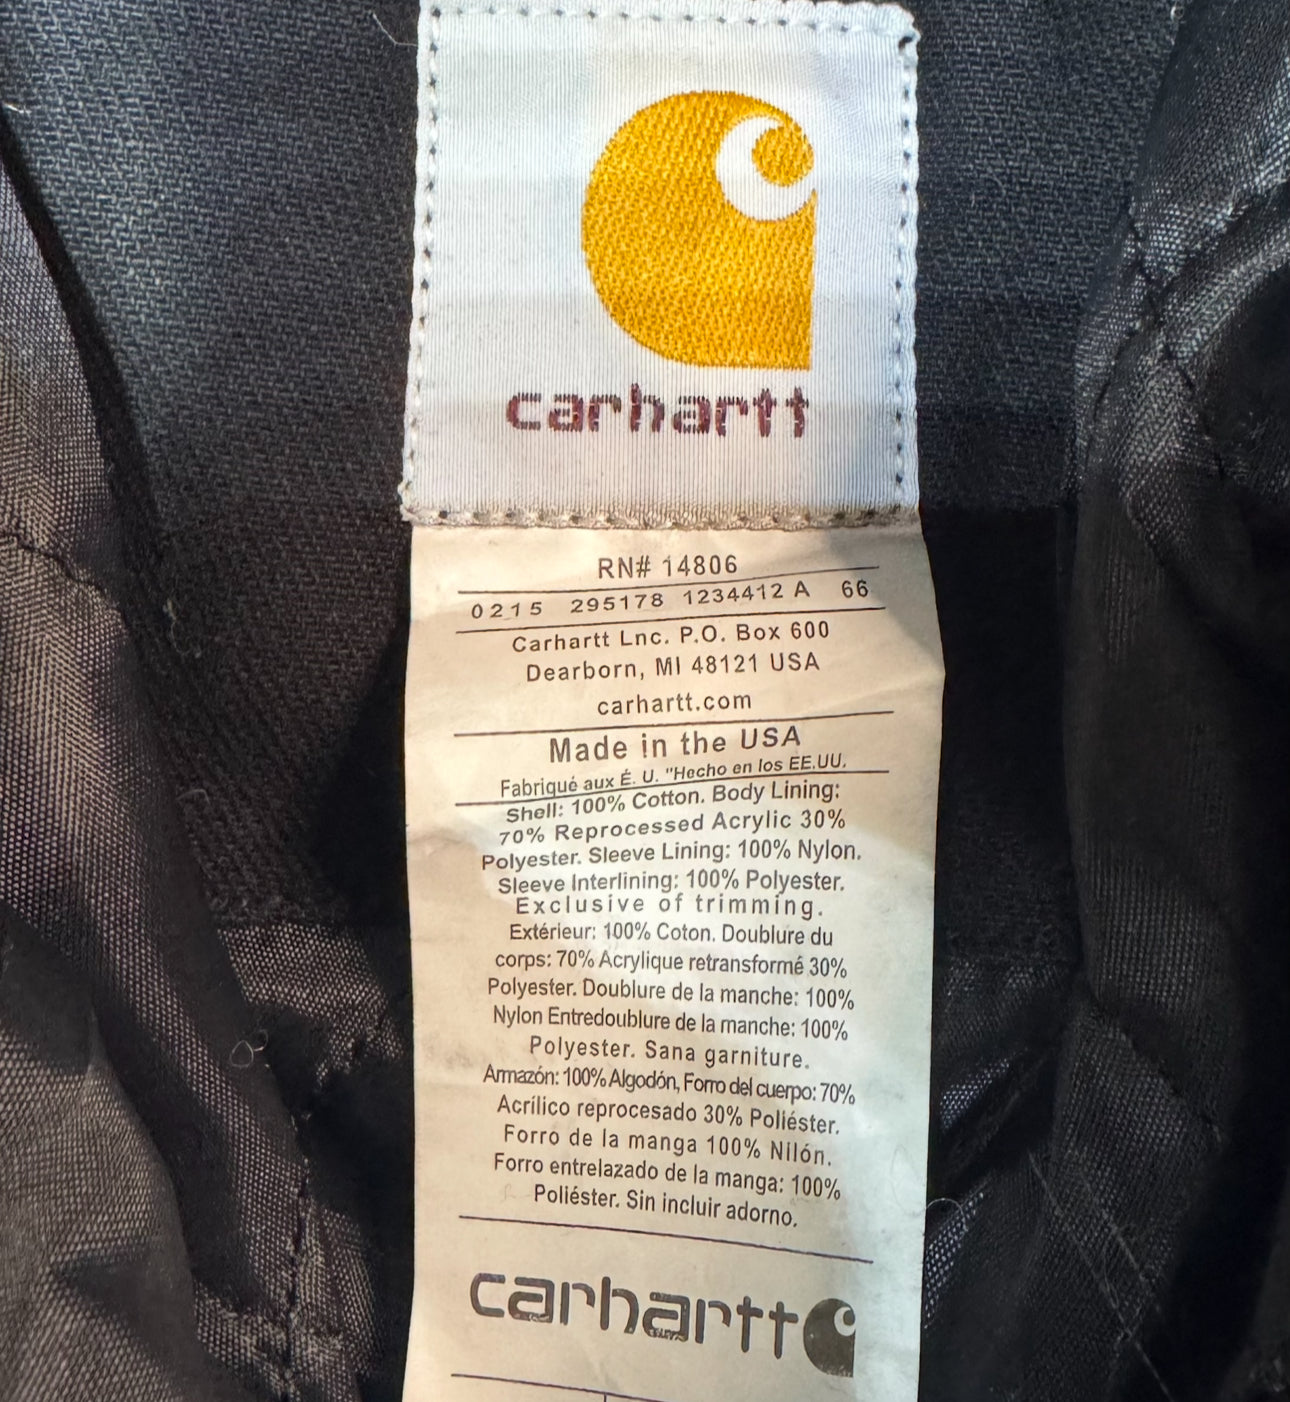 carhartt
RN# 14806
0215 295178 1234412 A 66
Carhartt Lnc. P.O. Box 600
Dearborn, MI 48121 USA
carhartt.com
Made in the USA
Fabriqué aux É. U. "Hecho en los EE.UU.
Shell: 100% Cotton. Body Lining:
70% Reprocessed Acrylic 30%
Polyester. Sleeve Lining: 100% Nylon.
Sleeve Interlining: 100% Polyester.
Exclusive of trimming.
Extérieur: 100% Coton. Doublure du
corps: 70% Acrylique retransformé 30%
Polyester. Doublure de la manche: 100%
Nylon Entredoublure de la manche: 100%
Polyester. Sana garniture.
Armazón: 100% Algodón, Forro del cuerpo: 70%
Acrílico reprocesado 30% Poliéster.
Forro de la manga 100% Nilón.
Forro entrelazado de la manga: 100%
Poliéster. Sin incluir adorno.
carhartt